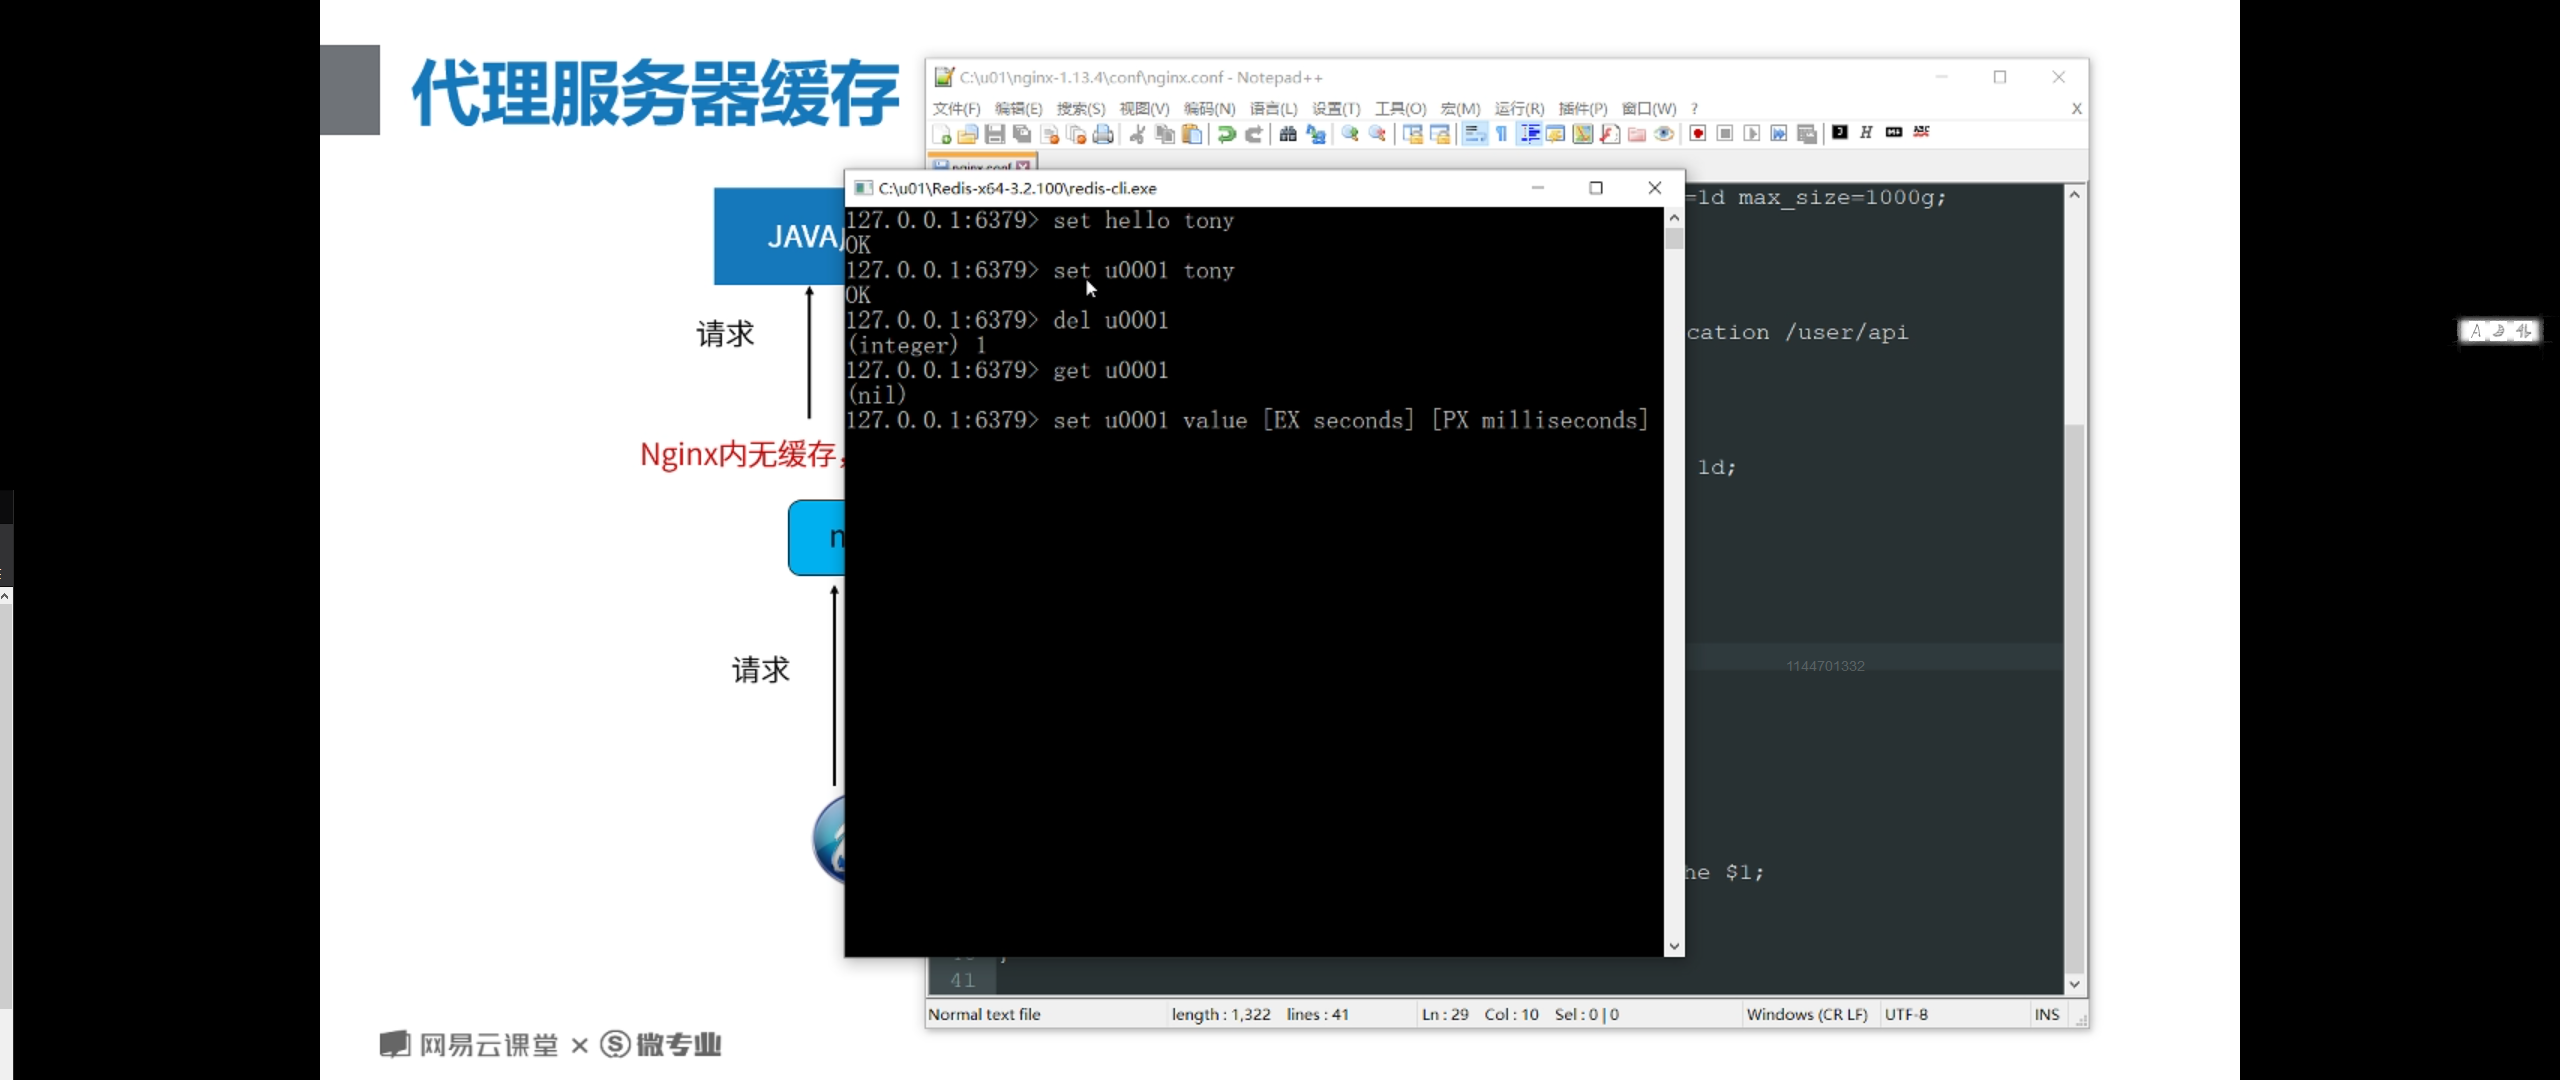 代理服务器缓存
JAVA
请求
Nginx内无缓存，
请求
网易云课堂 × 微专业
C:\u01\nginx-1.13.4\conf\nginx.conf - Notepad++
文件(F) 编辑(E) 搜索(S) 视图(V) 编码(N) 语言(L) 设置(T) 工具(O) 宏(M) 运行(R) 插件(P) 窗口(W) ? X
nginx.conf
C:\u01\Redis-x64-3.2.100\redis-cli.exe
127.0.0.1:6379> set hello tony
OK
127.0.0.1:6379> set u0001 tony
OK
127.0.0.1:6379> del u0001
(integer) 1
127.0.0.1:6379> get u0001
(nil)
127.0.0.1:6379> set u0001 value [EX seconds] [PX milliseconds]
=1d max_size=1000g;
cation /user/api
1d;
1144701332
he $1;
41
Normal text file length : 1,322 lines : 41 Ln : 29 Col : 10 Sel : 0 | 0 Windows (CR LF) UTF-8 INS